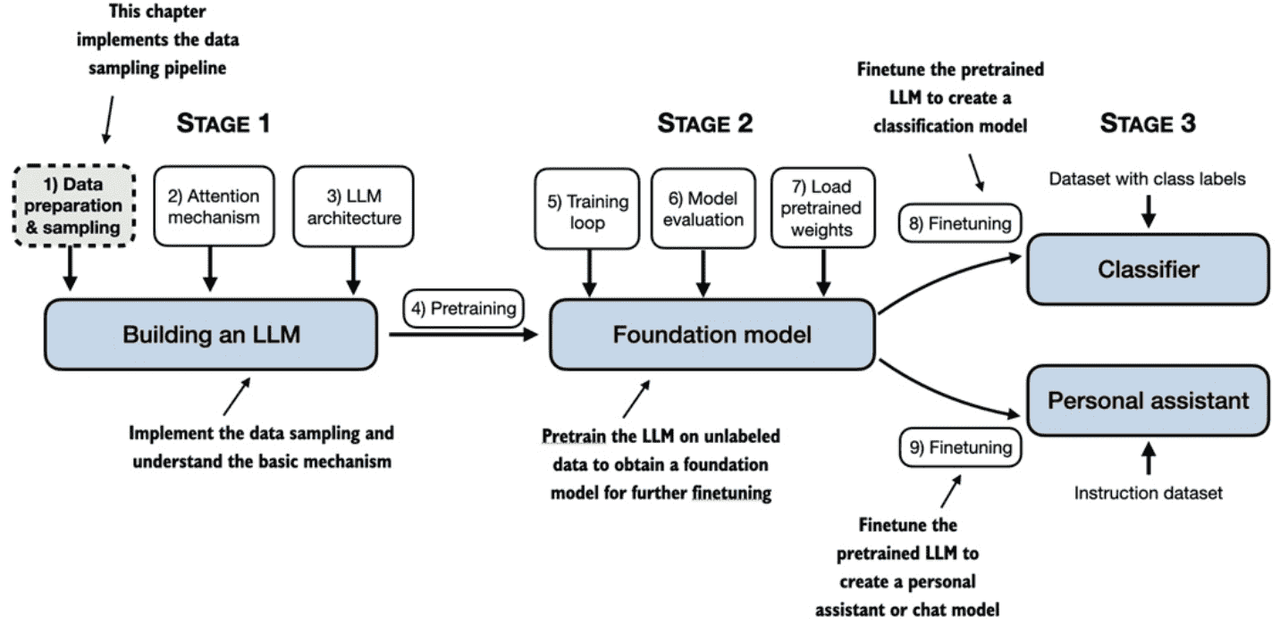 This chapter
implements the data
sampling pipeline
STAGE 1
1) Data
preparation
& sampling
2) Attention
mechanism
3) LLM
architecture
Building an LLM
Implement the data sampling and
understand the basic mechanism
4) Pretraining
STAGE 2
5) Training
loop
6) Model
evaluation
7) Load
pretrained
weights
Foundation model
Pretrain the LLM on unlabeled
data to obtain a foundation
model for further finetuning
Finetune the pretrained
LLM to create a
classification model
STAGE 3
8) Finetuning
Dataset with class labels
Classifier
Personal assistant
9) Finetuning
Instruction dataset
Finetune the
pretrained LLM to
create a personal
assistant or chat model